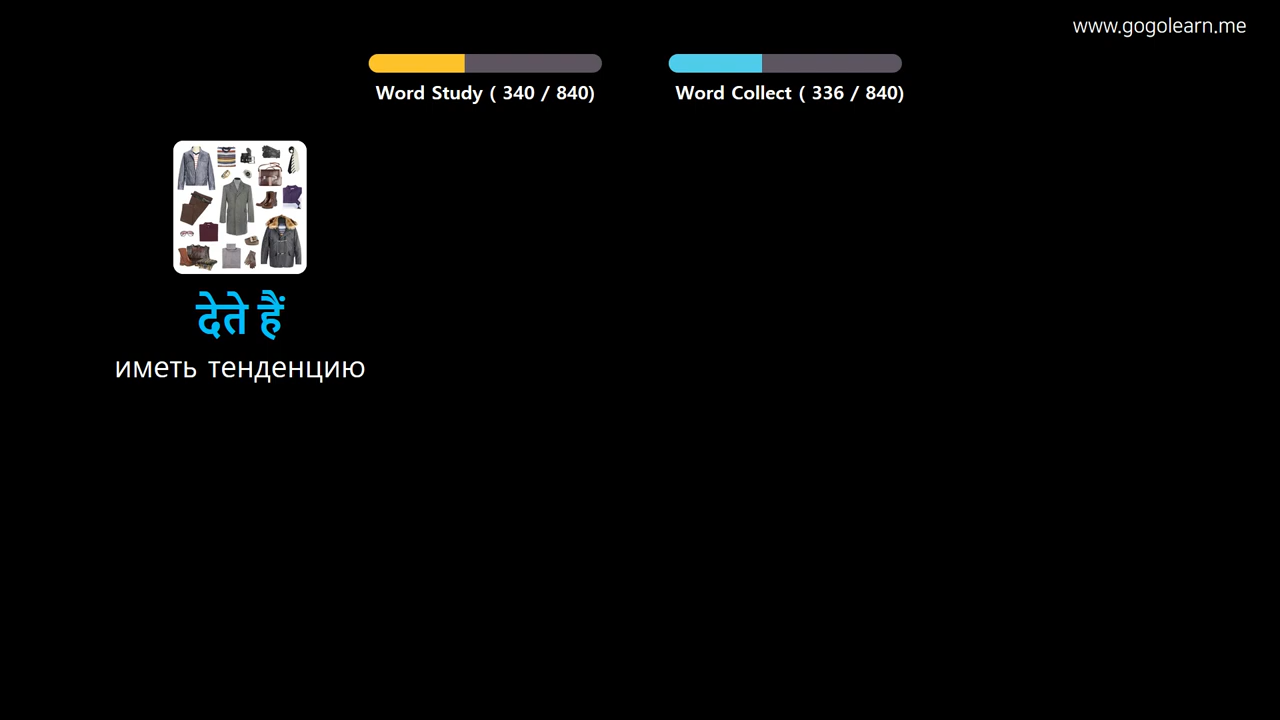 www.gogolearn.me
Word Study ( 340 / 840)
Word Collect ( 336 / 840)
देते हैं
иметь тенденцию